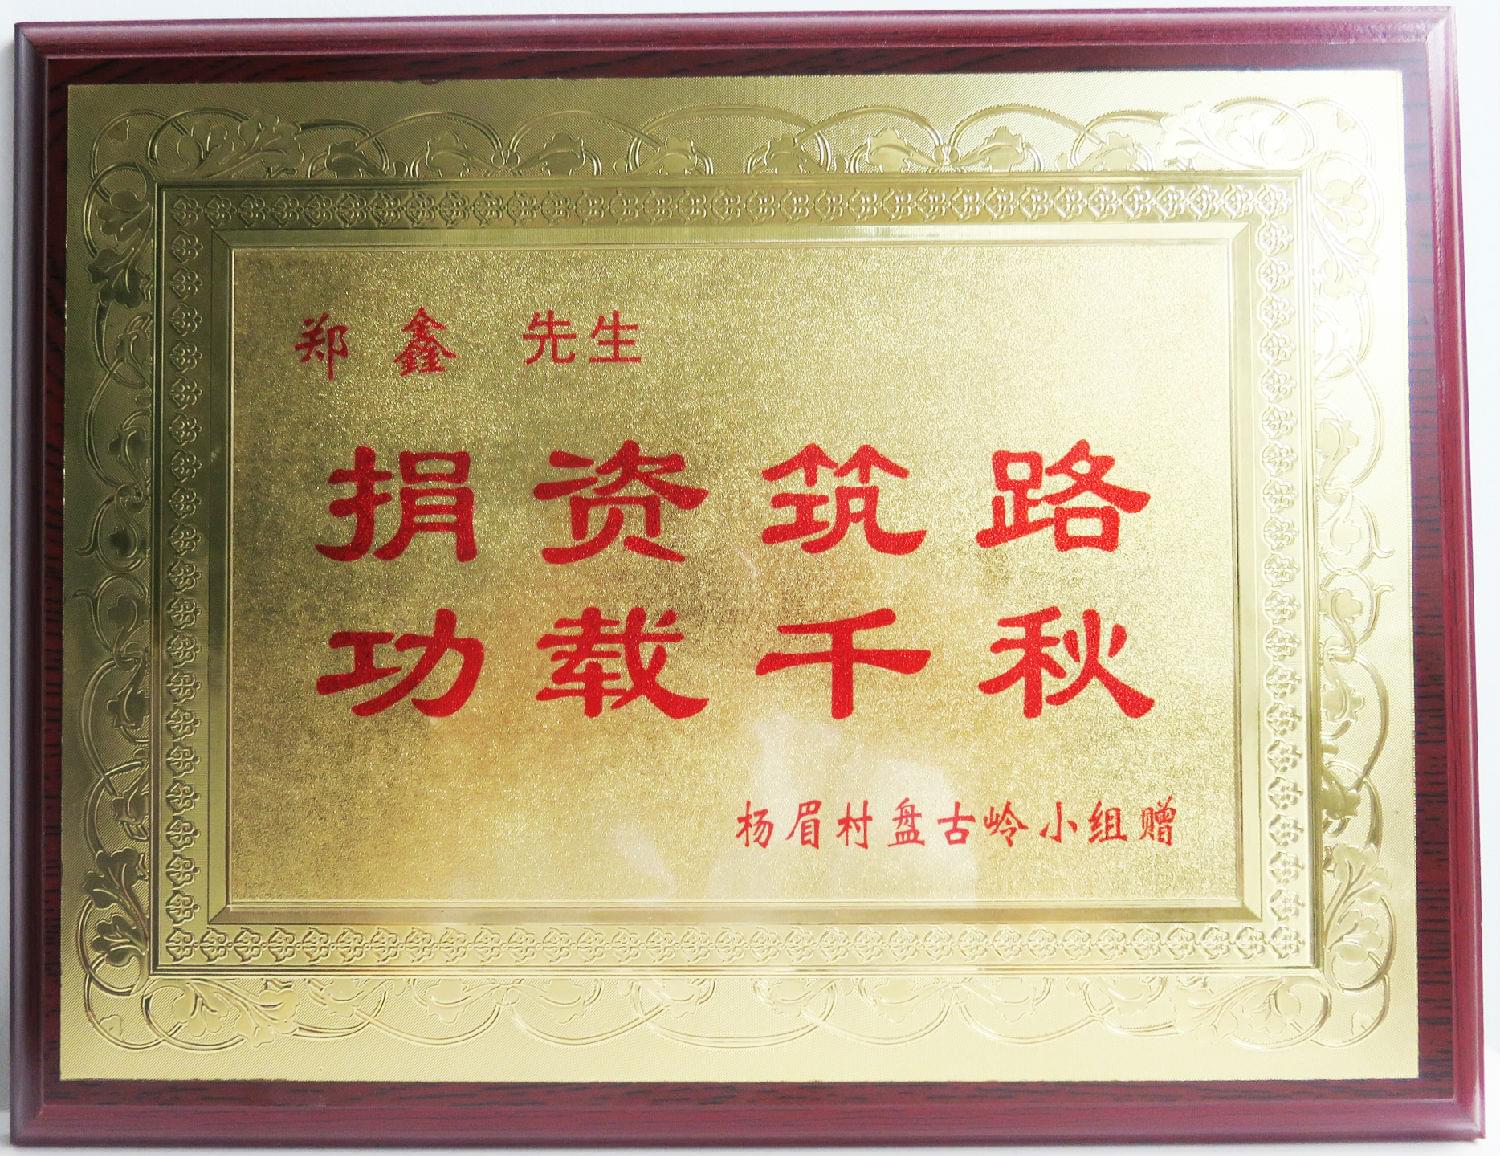 郑鑫 先生
捐资筑路
功载千秋
杨眉村盘古岭小组赠